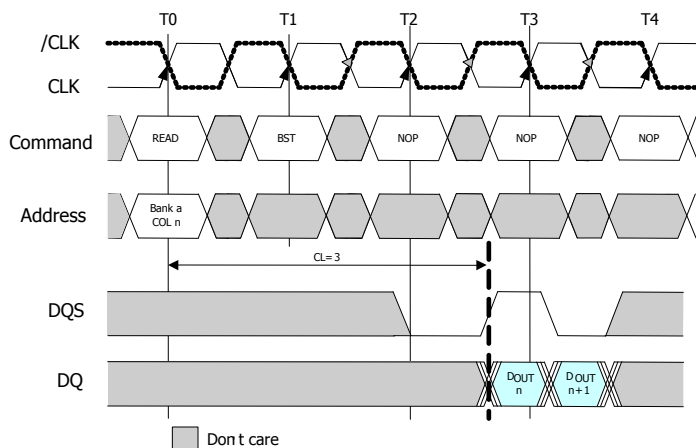 T0 T1 T2 T3 T4
/CLK
CLK
Command READ BST NOP NOP NOP
Address Bank a
COL n
CL=3
DQS
DQ DOUT
n DOUT
n+1
Don't care